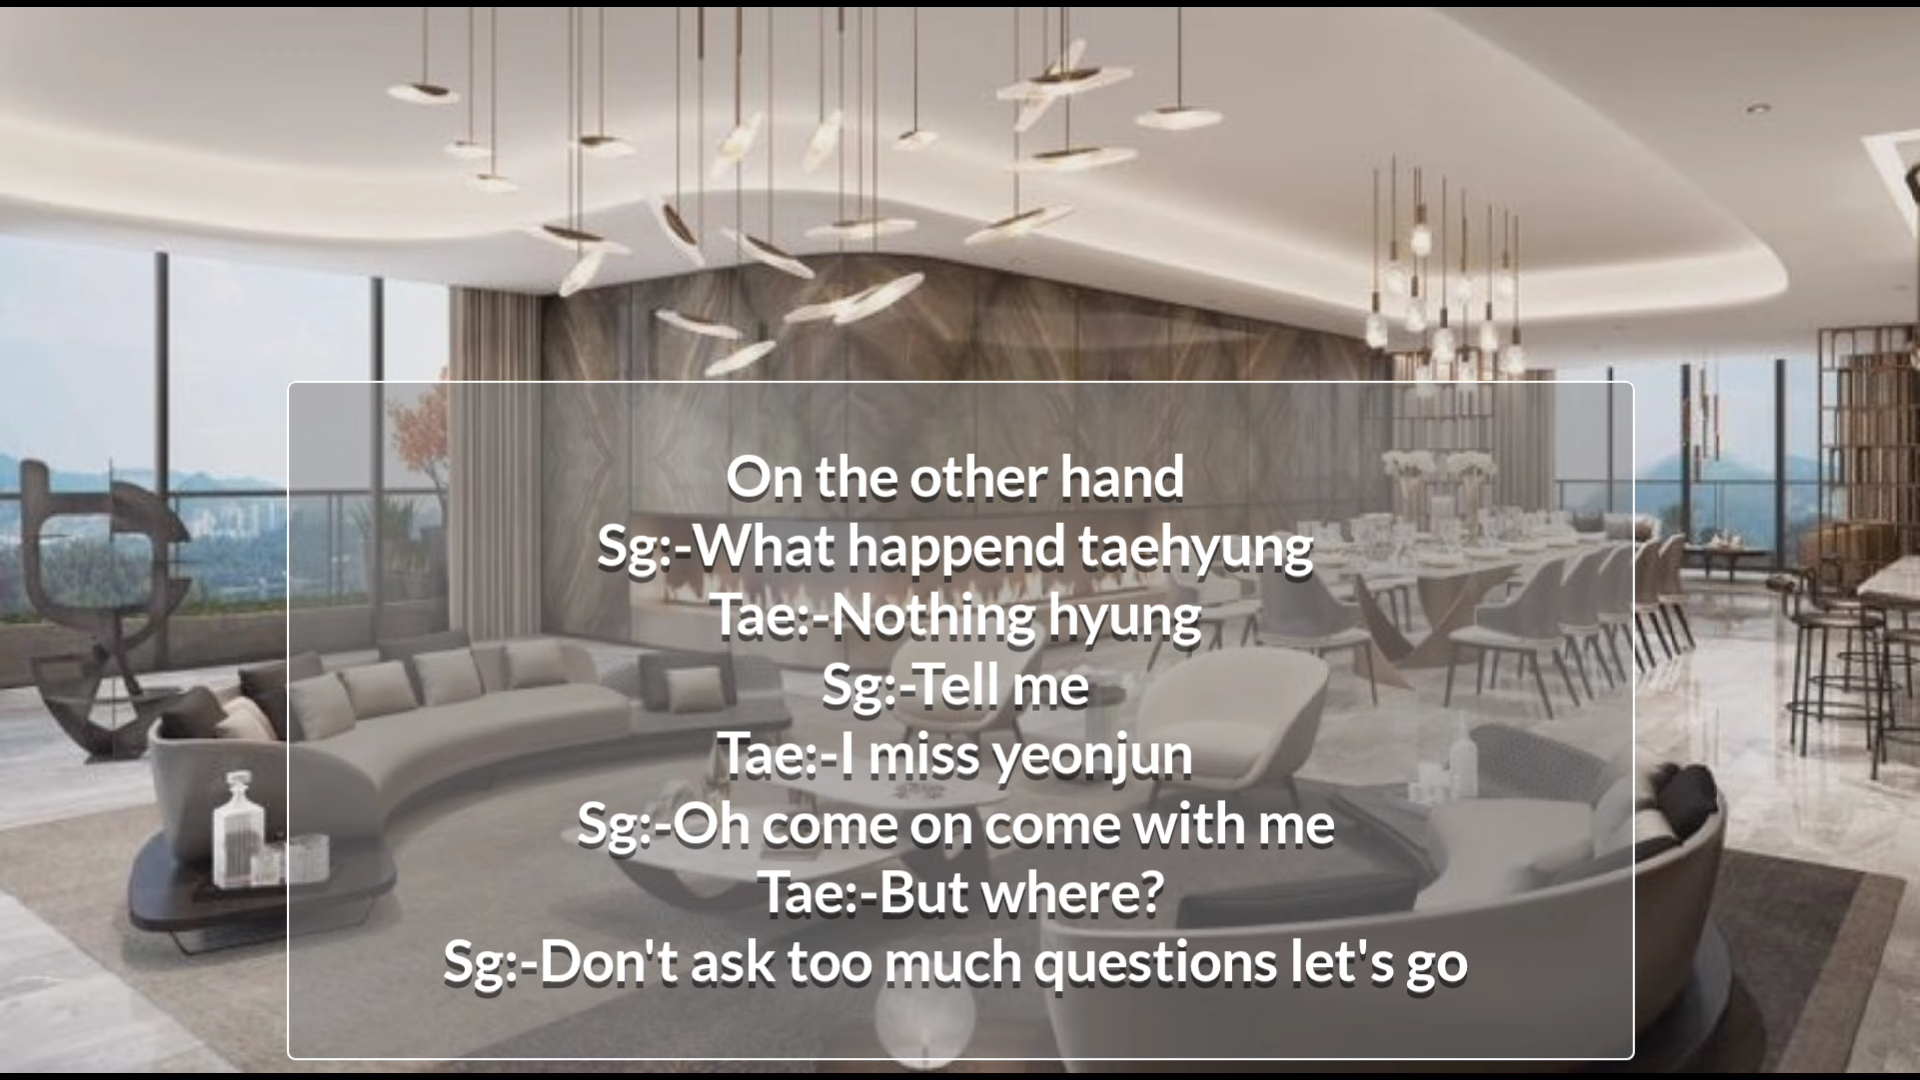 On the other hand
Sg:-What happend taehyung
Tae:-Nothing hyung
Sg:-Tell me
Tae:-I miss yeonjun
Sg:-Oh come on come with me
Tae:-But where?
Sg:-Don't ask too much questions let's go